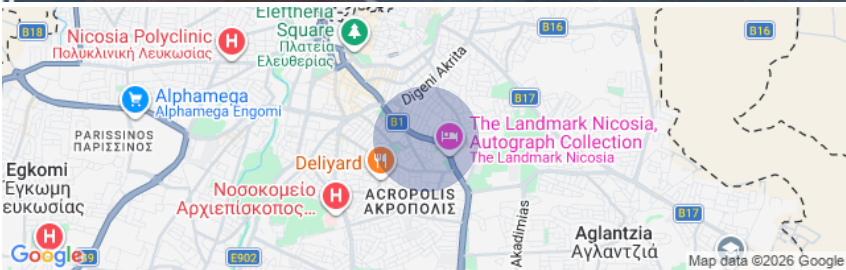 Eleftheria
Square
Πλατεία
Ελευθερίας
B18
Nicosia Polyclinic
Πολυκλινική Λευκωσίας
H
B16
B16
Digeni Akrita
Alphamega
Alphamega Engomi
B17
B1
PARISSINOS
ΠΑΡΙΣΣΙΝΟΣ
The Landmark Nicosia,
Autograph Collection
The Landmark Nicosia
Deliyard
Egkomi
Έγκωμη
ευκωσίας
Νοσοκομείο
Αρχιεπίσκοπος...
H
ACROPOLIS
ΑΚΡΟΠΟΛΙΣ
Akadimias
B17
Aglantzia
Αγλαντζιά
H
Google
E902
Map data ©2026 Google